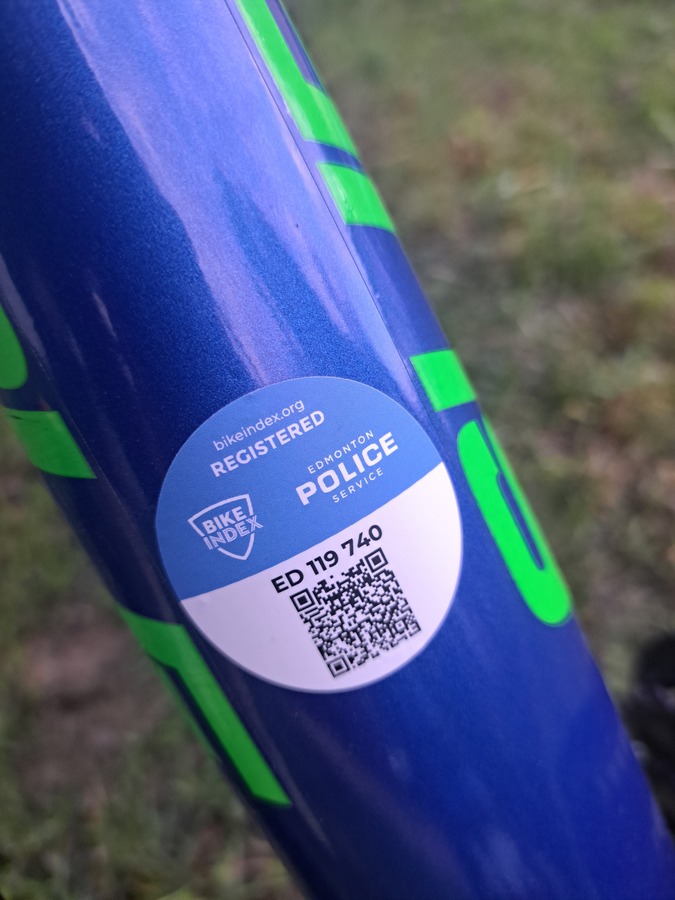 bikeindex.org
REGISTERED
EDMONTON
POLICE
SERVICE
BIKE
INDEX
ED 119 740